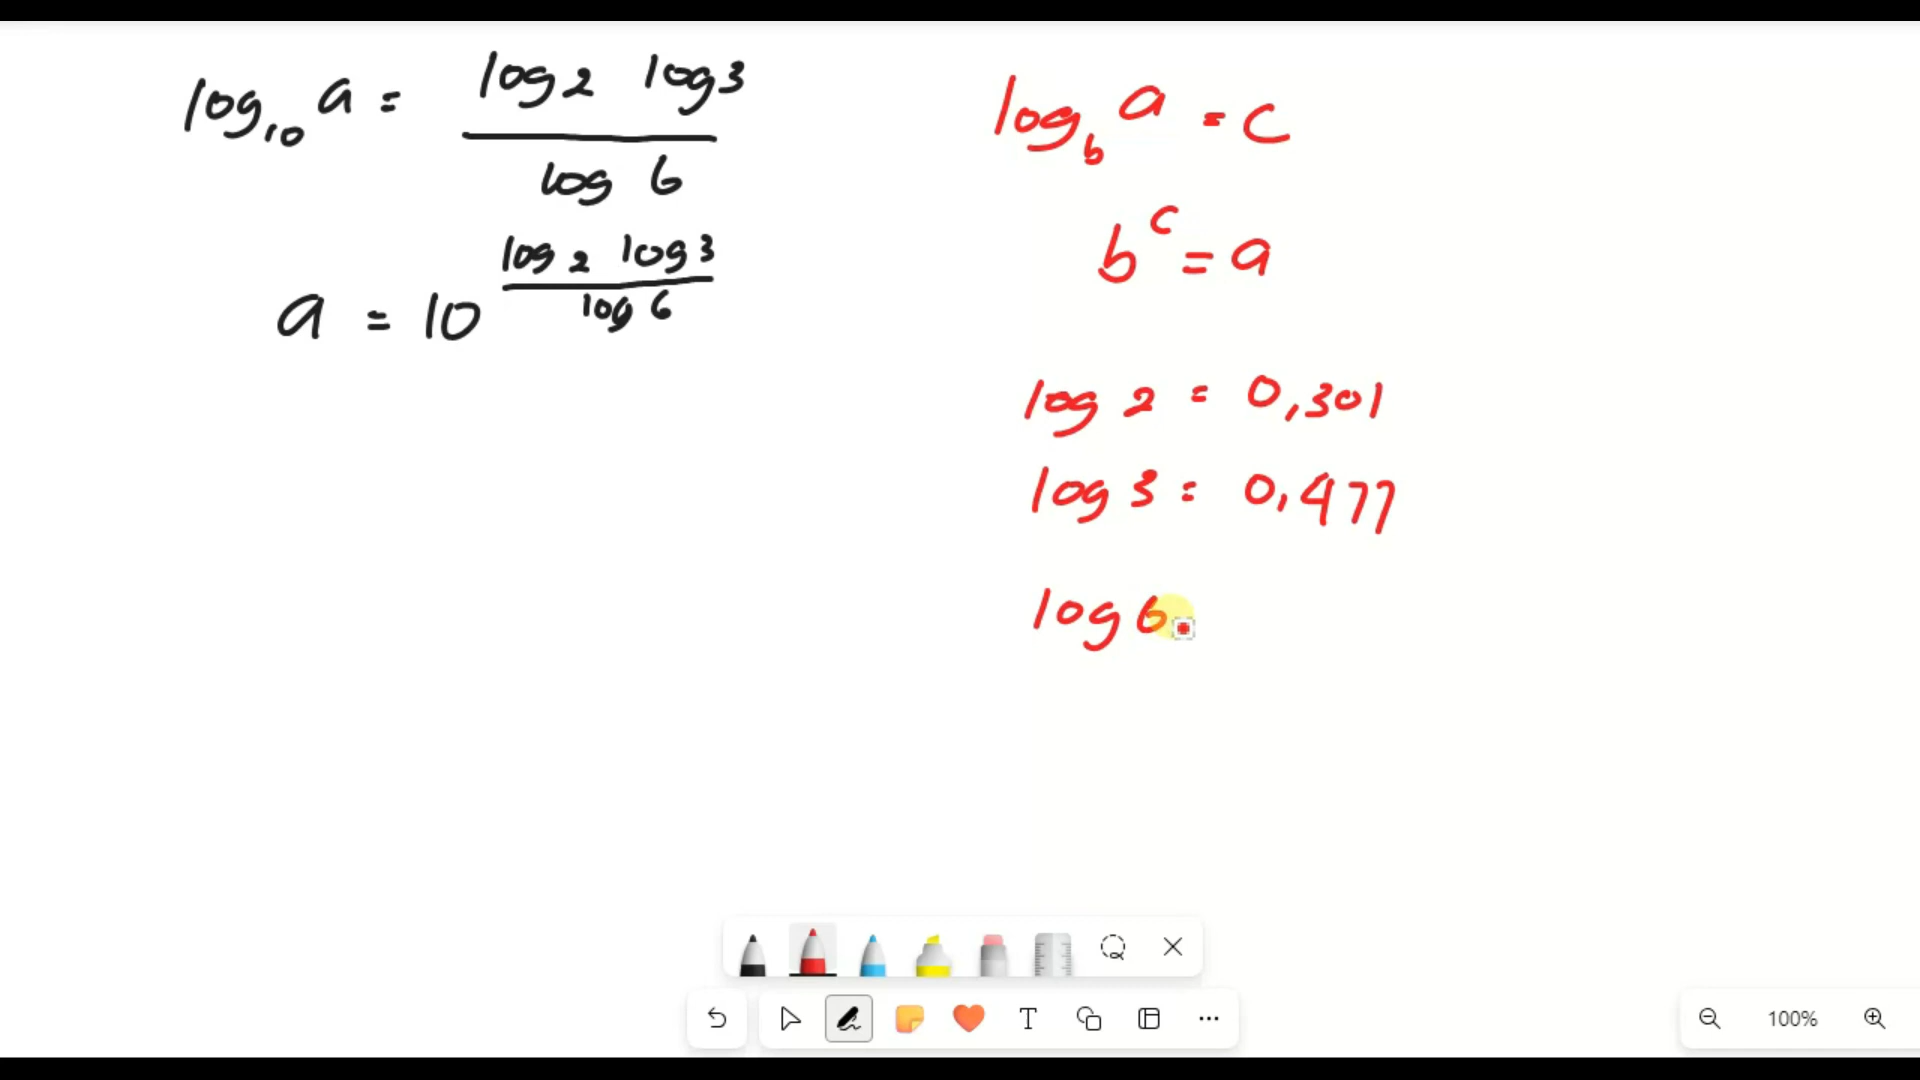 log₁₀ a = log 2 log 3
log 6
a = 10^(log 2 log 3
log 6)
log_b a = c
b^c = a
log 2 = 0,301
log 3 = 0,477
log 6
T
100%